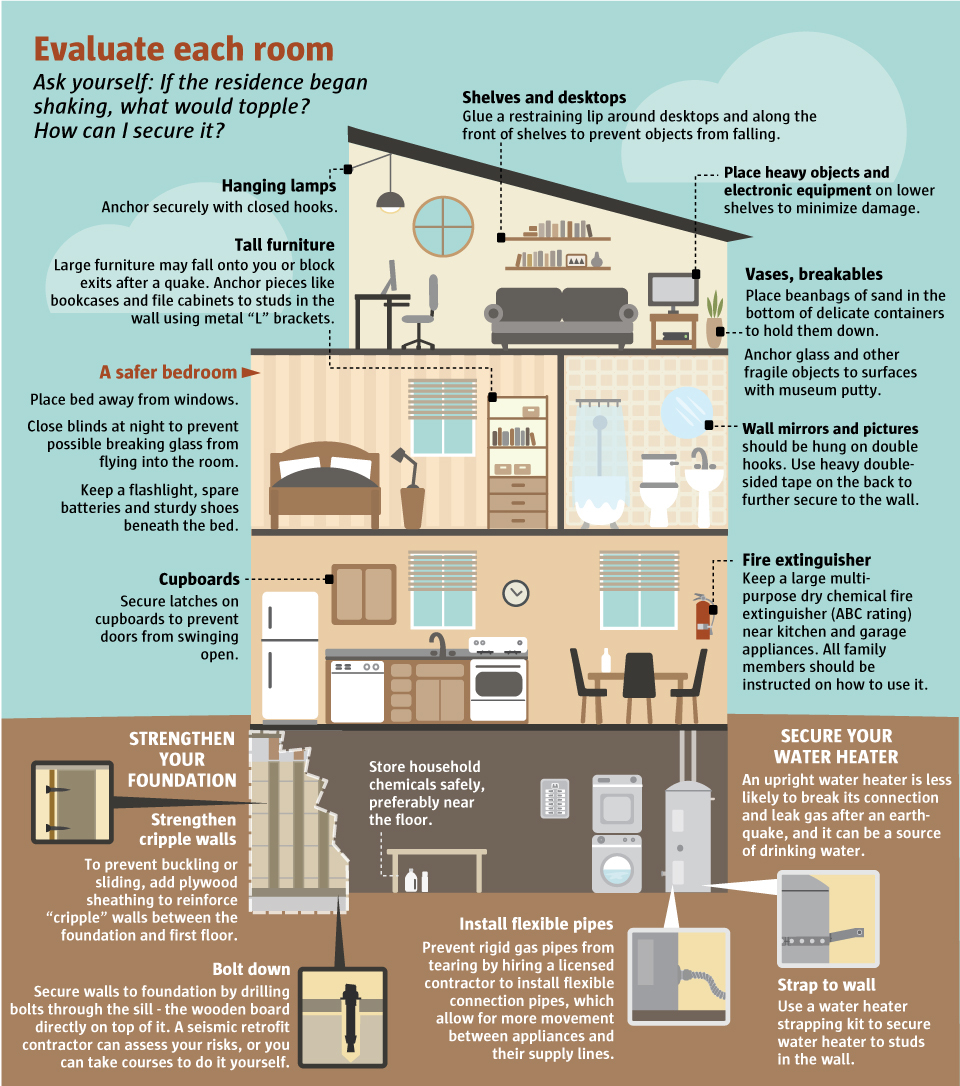 Evaluate each room
Ask yourself: If the residence began
shaking, what would topple?
How can I secure it?
Shelves and desktops
Glue a restraining lip around desktops and along the
front of shelves to prevent objects from falling.
Hanging lamps
Anchor securely with closed hooks.
Place heavy objects and
electronic equipment on lower
shelves to minimize damage.
Tall furniture
Large furniture may fall onto you or block
exits after a quake. Anchor pieces like
bookcases and file cabinets to studs in the
wall using metal “L” brackets.
Vases, breakables
Place beanbags of sand in the
bottom of delicate containers
to hold them down.
Anchor glass and other
fragile objects to surfaces
with museum putty.
A safer bedroom
Place bed away from windows.
Close blinds at night to prevent
possible breaking glass from
flying into the room.
Keep a flashlight, spare
batteries and sturdy shoes
beneath the bed.
Wall mirrors and pictures
should be hung on double
hooks. Use heavy double-
sided tape on the back to
further secure to the wall.
Cupboards
Secure latches on
cupboards to prevent
doors from swinging
open.
Fire extinguisher
Keep a large multi-
purpose dry chemical fire
extinguisher (ABC rating)
near kitchen and garage
appliances. All family
members should be
instructed on how to use it.
STRENGTHEN
YOUR
FOUNDATION
Strengthen
cripple walls
To prevent buckling or
sliding, add plywood
sheathing to reinforce
“cripple” walls between the
foundation and first floor.
Bolt down
Secure walls to foundation by drilling
bolts through the sill - the wooden board
directly on top of it. A seismic retrofit
contractor can assess your risks, or you
can take courses to do it yourself.
Store household
chemicals safely,
preferably near
the floor.
SECURE YOUR
WATER HEATER
An upright water heater is less
likely to break its connection
and leak gas after an earth-
quake, and it can be a source
of drinking water.
Install flexible pipes
Prevent rigid gas pipes from
tearing by hiring a licensed
contractor to install flexible
connection pipes, which
allow for more movement
between appliances and
their supply lines.
Strap to wall
Use a water heater
strapping kit to secure
water heater to studs
in the wall.